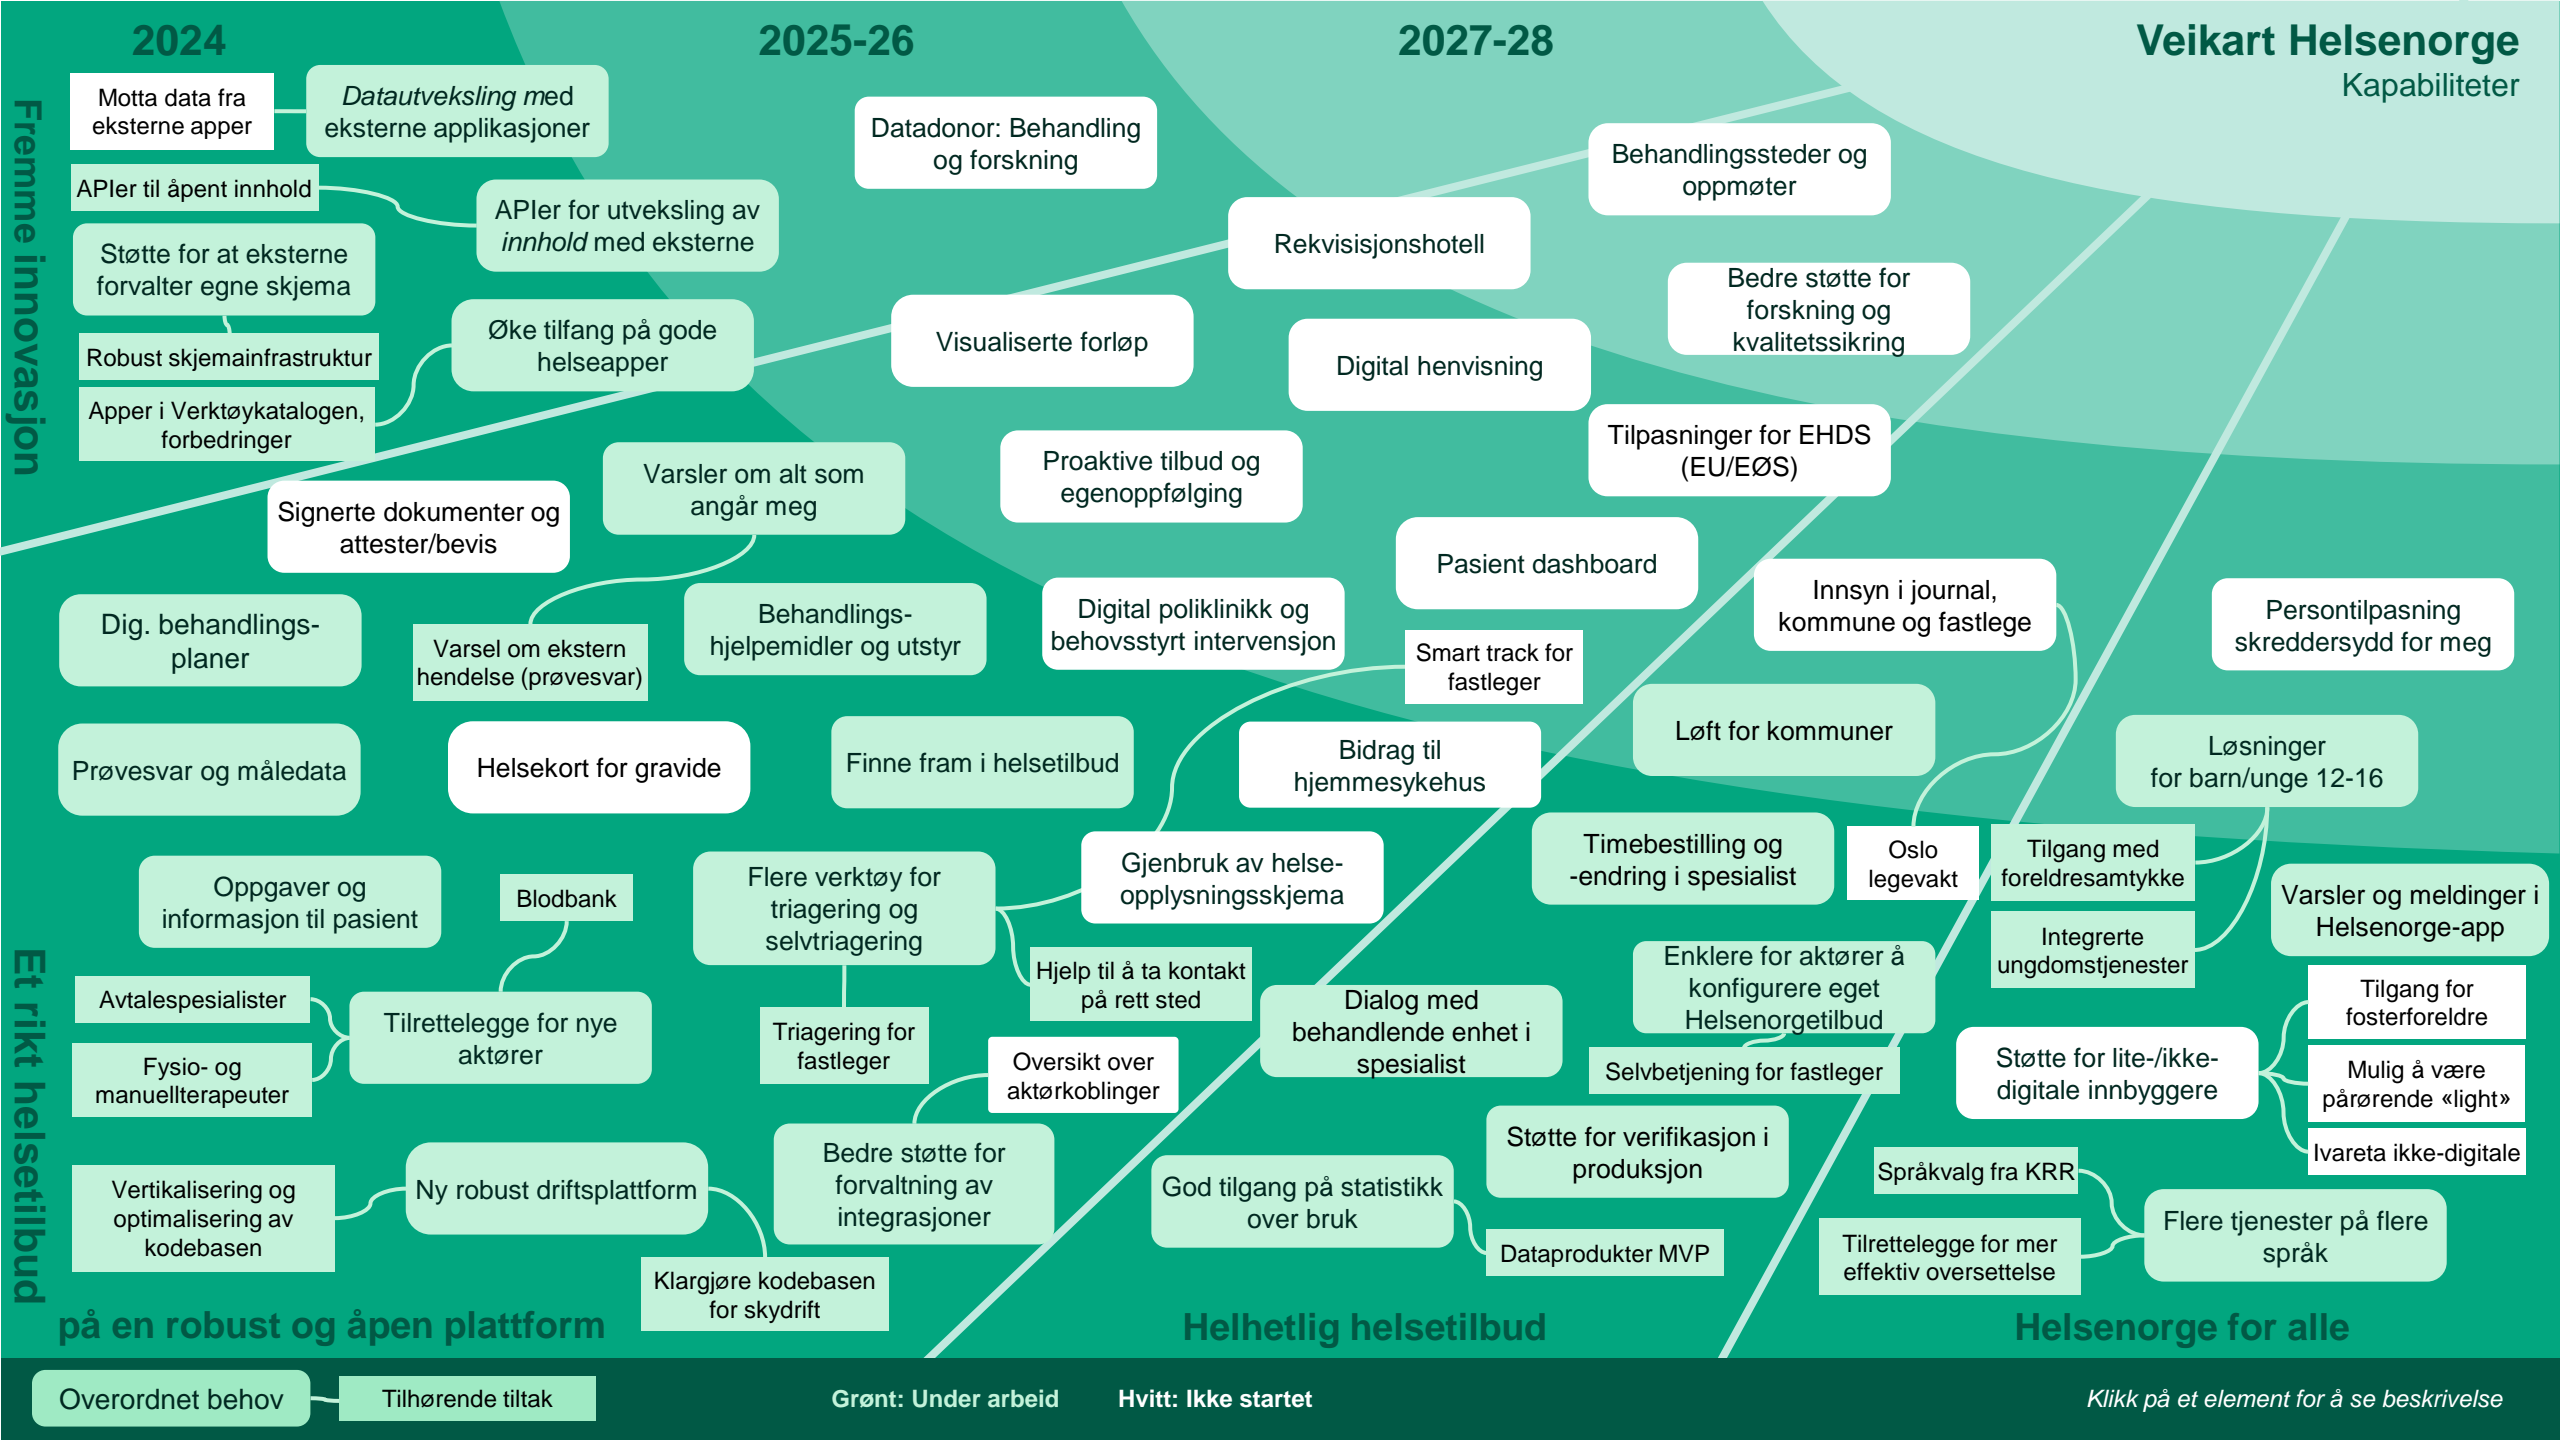 2024
2025-26
2027-28
Veikart Helsenorge
Kapabiliteter
Fremme innovasjon
Motta data fra
eksterne apper
Datautveksling med
eksterne applikasjoner
APIer til åpent innhold
APIer for utveksling av
innhold med eksterne
Støtte for at eksterne
forvalter egne skjema
Robust skjemainfrastruktur
Øke tilfang på gode
helseapper
Apper i Verktøykatalogen,
forbedringer
Datadonor: Behandling
og forskning
Behandlingssteder og
oppmøter
Rekvisisjonshotell
Visualiserte forløp
Bedre støtte for
forskning og
kvalitetssikring
Digital henvisning
Tilpasninger for EHDS
(EU/EØS)
Varsler om alt som
angår meg
Proaktive tilbud og
egenoppfølging
Signerte dokumenter og
attester/bevis
Pasient dashboard
Dig. behandlings-
planer
Varsel om ekstern
hendelse (prøvesvar)
Behandlings-
hjelpemidler og utstyr
Digital poliklinikk og
behovsstyrt intervensjon
Smart track for
fastleger
Innsyn i journal,
kommune og fastlege
Persontilpasning
skreddersydd for meg
Prøvesvar og måledata
Helsekort for gravide
Finne fram i helsetilbud
Bidrag til
hjemmesykehus
Løft for kommuner
Løsninger
for barn/unge 12-16
Oppgaver og
informasjon til pasient
Blodbank
Flere verktøy for
triagering og
selvtriagering
Gjenbruk av helse-
opplysningsskjema
Timebestilling og
-endring i spesialist
Oslo
legevakt
Tilgang med
foreldresamtykke
Varsler og meldinger i
Helsenorge-app
Integrerte
ungdomstjenester
Et rikt helsetilbud
Avtalespesialister
Fysio- og
manuellterapeuter
Tilrettelegge for nye
aktører
Triagering for
fastleger
Hjelp til å ta kontakt
på rett sted
Oversikt over
aktørkoblinger
Dialog med
behandlende enhet i
spesialist
Enklere for aktører å
konfigurere eget
Helsenorgetilbud
Selvbetjening for fastleger
Støtte for lite-/ikke-
digitale innbyggere
Tilgang for
fosterforeldre
Mulig å være
pårørende «light»
Ivareta ikke-digitale
Vertikalisering og
optimalisering av
kodebasen
Ny robust driftsplattform
Klargjøre kodebasen
for skydrift
Bedre støtte for
forvaltning av
integrasjoner
God tilgang på statistikk
over bruk
Støtte for verifikasjon i
produksjon
Dataprodukter MVP
Språkvalg fra KRR
Tilrettelegge for mer
effektiv oversettelse
Flere tjenester på flere
språk
på en robust og åpen plattform
Helhetlig helsetilbud
Helsenorge for alle
Overordnet behov
Tilhørende tiltak
Grønt: Under arbeid
Hvitt: Ikke startet
Klikk på et element for å se beskrivelse